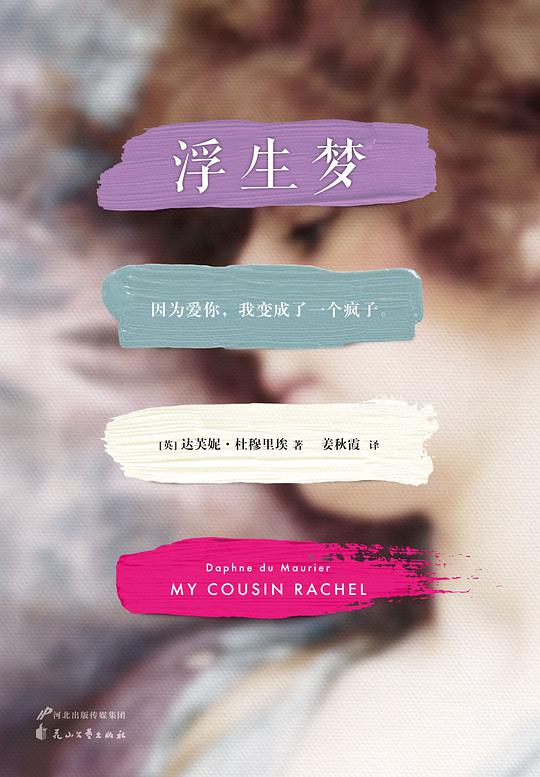 浮生梦
因为爱你，我变成了一个疯子。
[英]达芙妮·杜穆里埃 著 姜秋霞 译
Daphne du Maurier
MY COUSIN RACHEL
河北出版传媒集团
花山文艺出版社